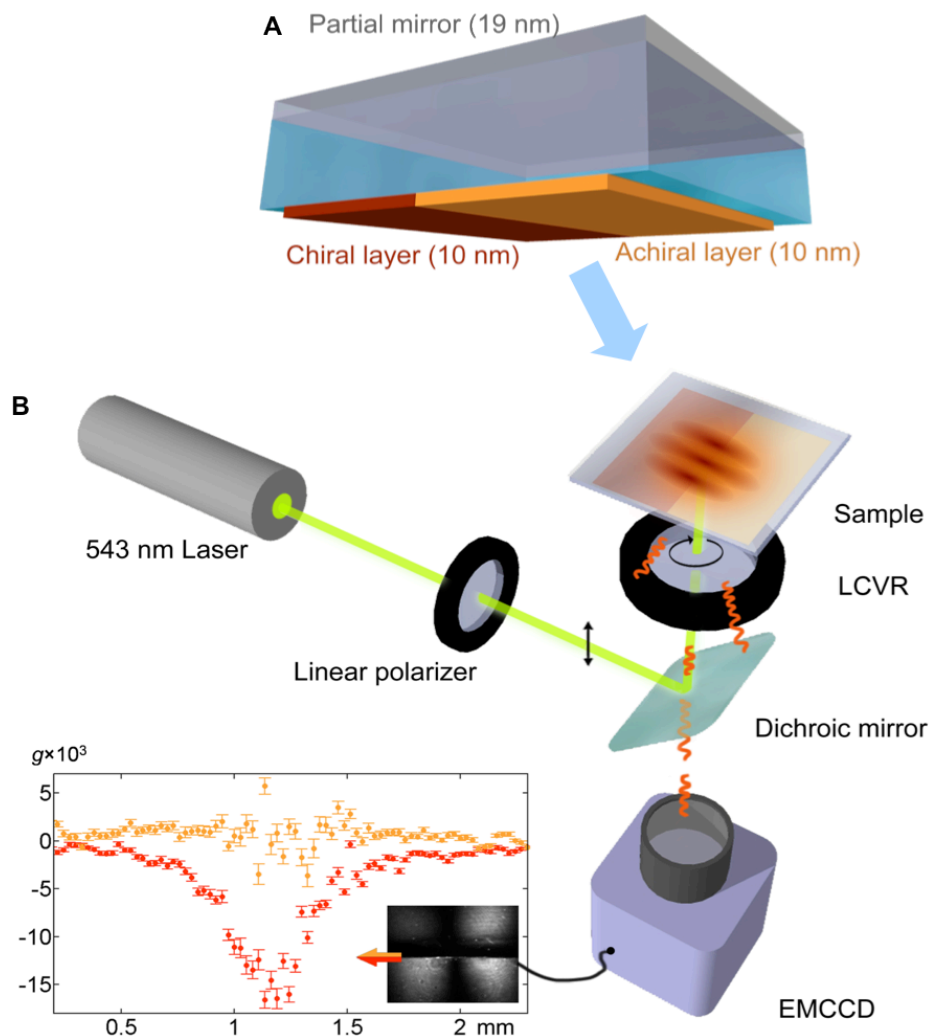 A
Partial mirror (19 nm)
Chiral layer (10 nm)
Achiral layer (10 nm)
B
543 nm Laser
Linear polarizer
Sample
LCVR
Dichroic mirror
EMCCD
g×10³
5
0
-5
-10
-15
0.5
1
1.5
2 mm